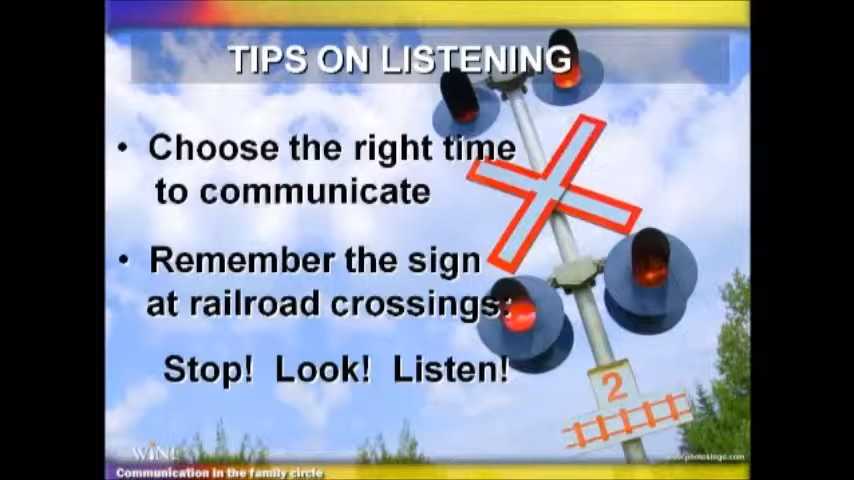 TIPS ON LISTENING
• Choose the right time
to communicate
• Remember the sign
at railroad crossings:
Stop! Look! Listen!
2
WIN!
Communication in the family circle